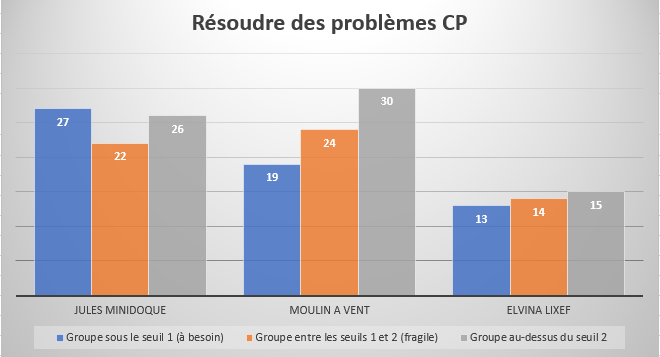 Résoudre des problèmes CP
27
22
26
19
24
30
13
14
15
JULES MINIDOQUE
MOULIN A VENT
ELVINA LIXEF
Groupe sous le seuil 1 (à besoin)
Groupe entre les seuils 1 et 2 (fragile)
Groupe au-dessus du seuil 2